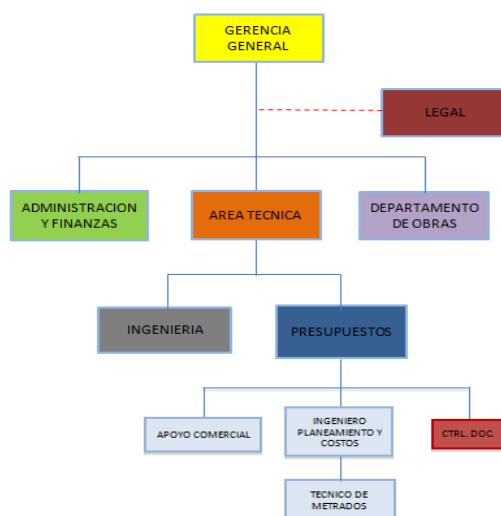 GERENCIA
GENERAL
LEGAL
ADMINISTRACION
Y FINANZAS
AREA TECNICA
DEPARTAMENTO
DE OBRAS
INGENIERIA
PRESUPUESTOS
APOYO COMERCIAL
INGENIERO
PLANEAMIENTO Y
COSTOS
CTRL. DOC.
TECNICO DE
METRADOS